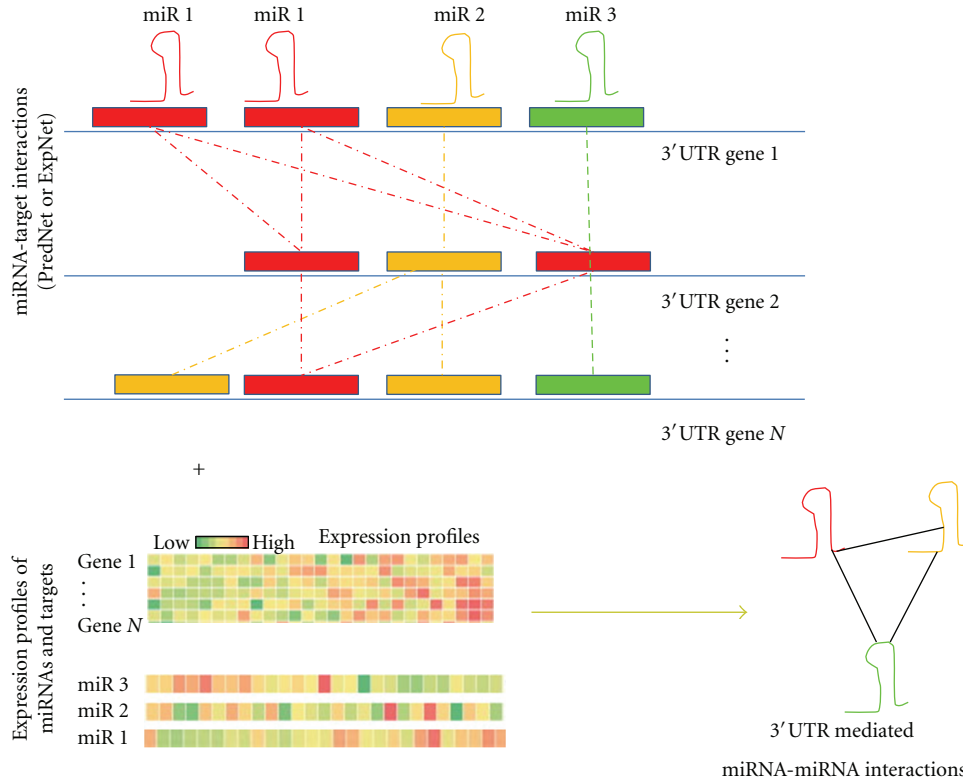 miR 1 miR 1 miR 2 miR 3
miRNA-target interactions
(PredNet or ExpNet)
3′UTR gene 1
3′UTR gene 2
⋮
3′UTR gene N
+
Expression profiles of
miRNAs and targets
Low High Expression profiles
Gene 1
⋮
Gene N
miR 3
miR 2
miR 1
3′UTR mediated
miRNA-miRNA interactions